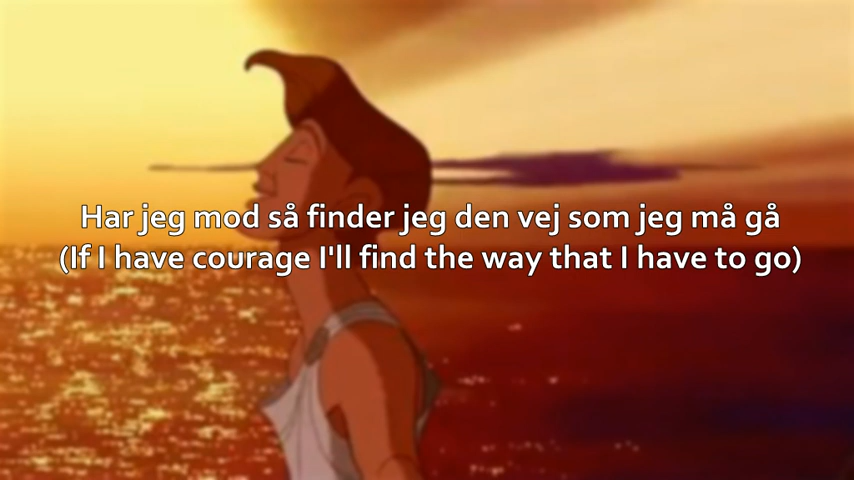 Har jeg mod så finder jeg den vej som jeg må gå
(If I have courage I'll find the way that I have to go)